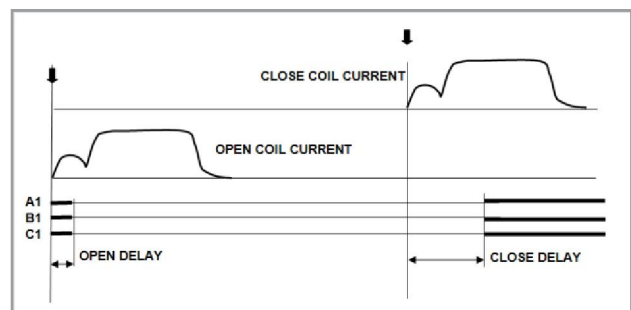 CLOSE COIL CURRENT
OPEN COIL CURRENT
A1
B1
C1
OPEN DELAY
CLOSE DELAY